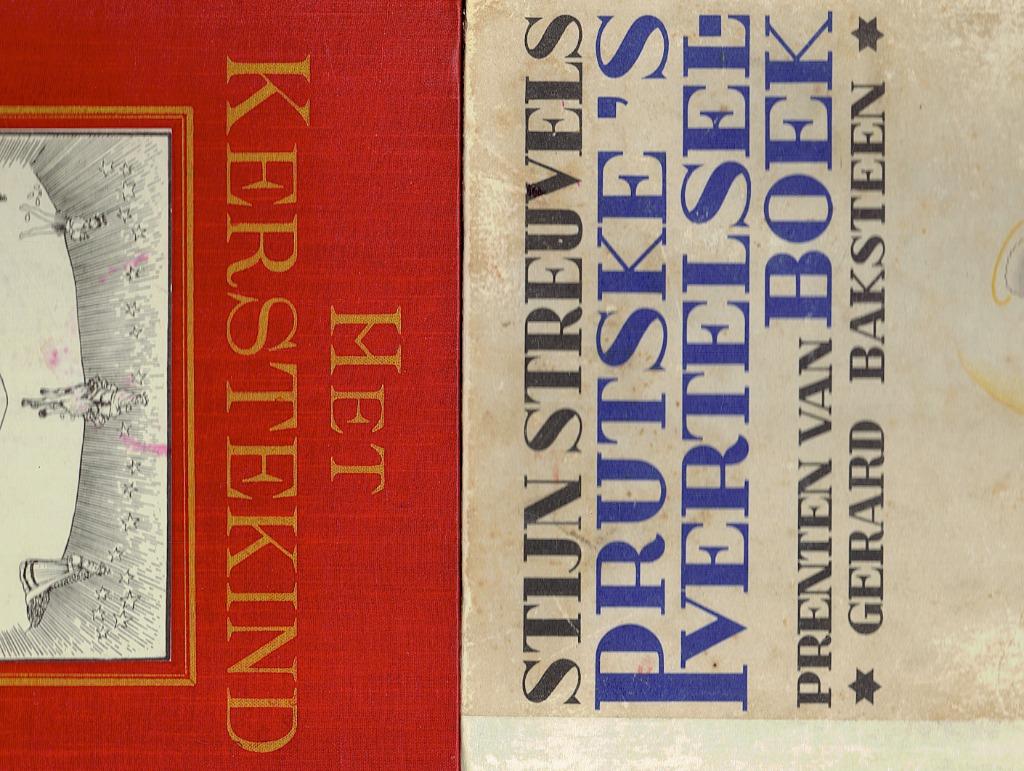 HET
KERSTEKIND
STIJN STREUVELS
PRUTSKE'S
VERTELSEL-
BOEK
PRENTEN VAN
GERARD BAKSTEEN